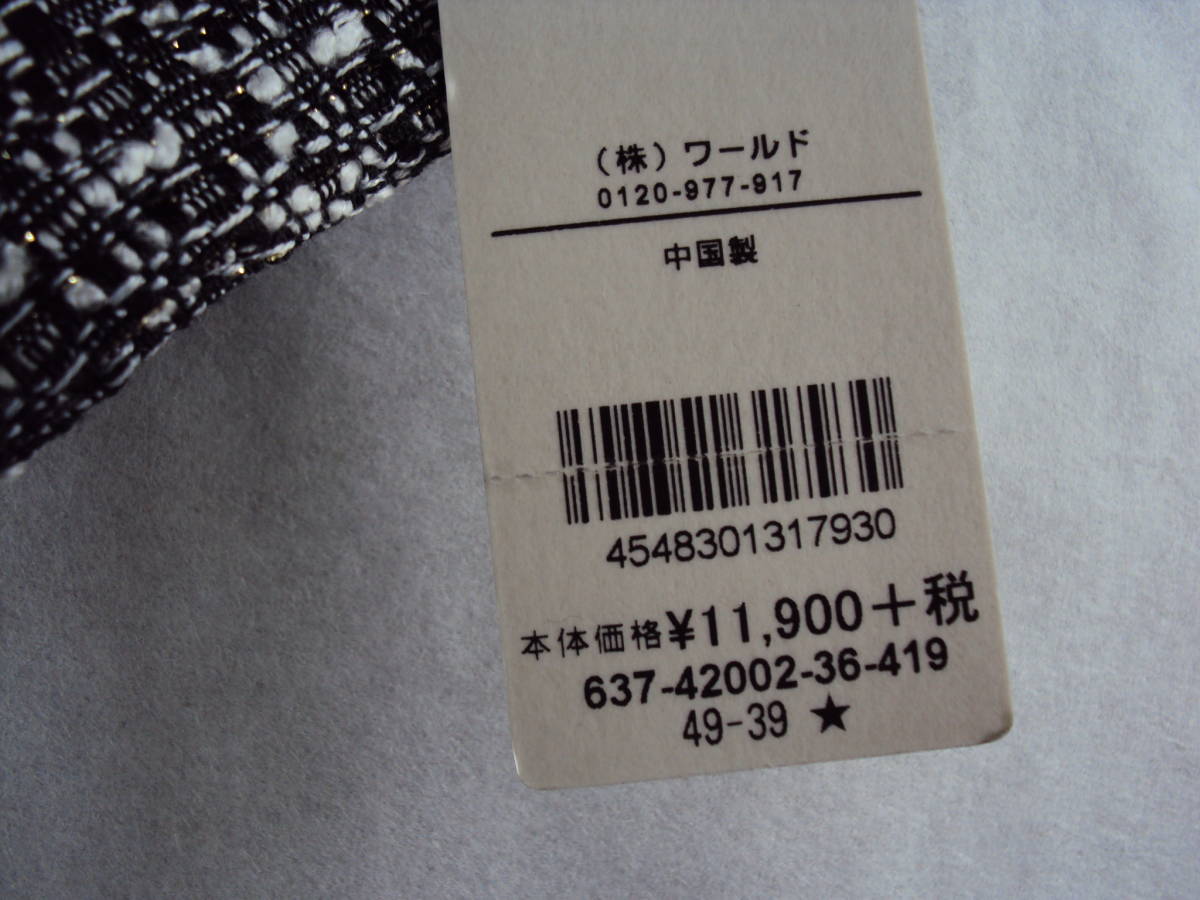 （株）ワールド
0120-977-917
中国製
4548301317930
本体価格¥11,900＋税
637-42002-36-419
49-39 ★